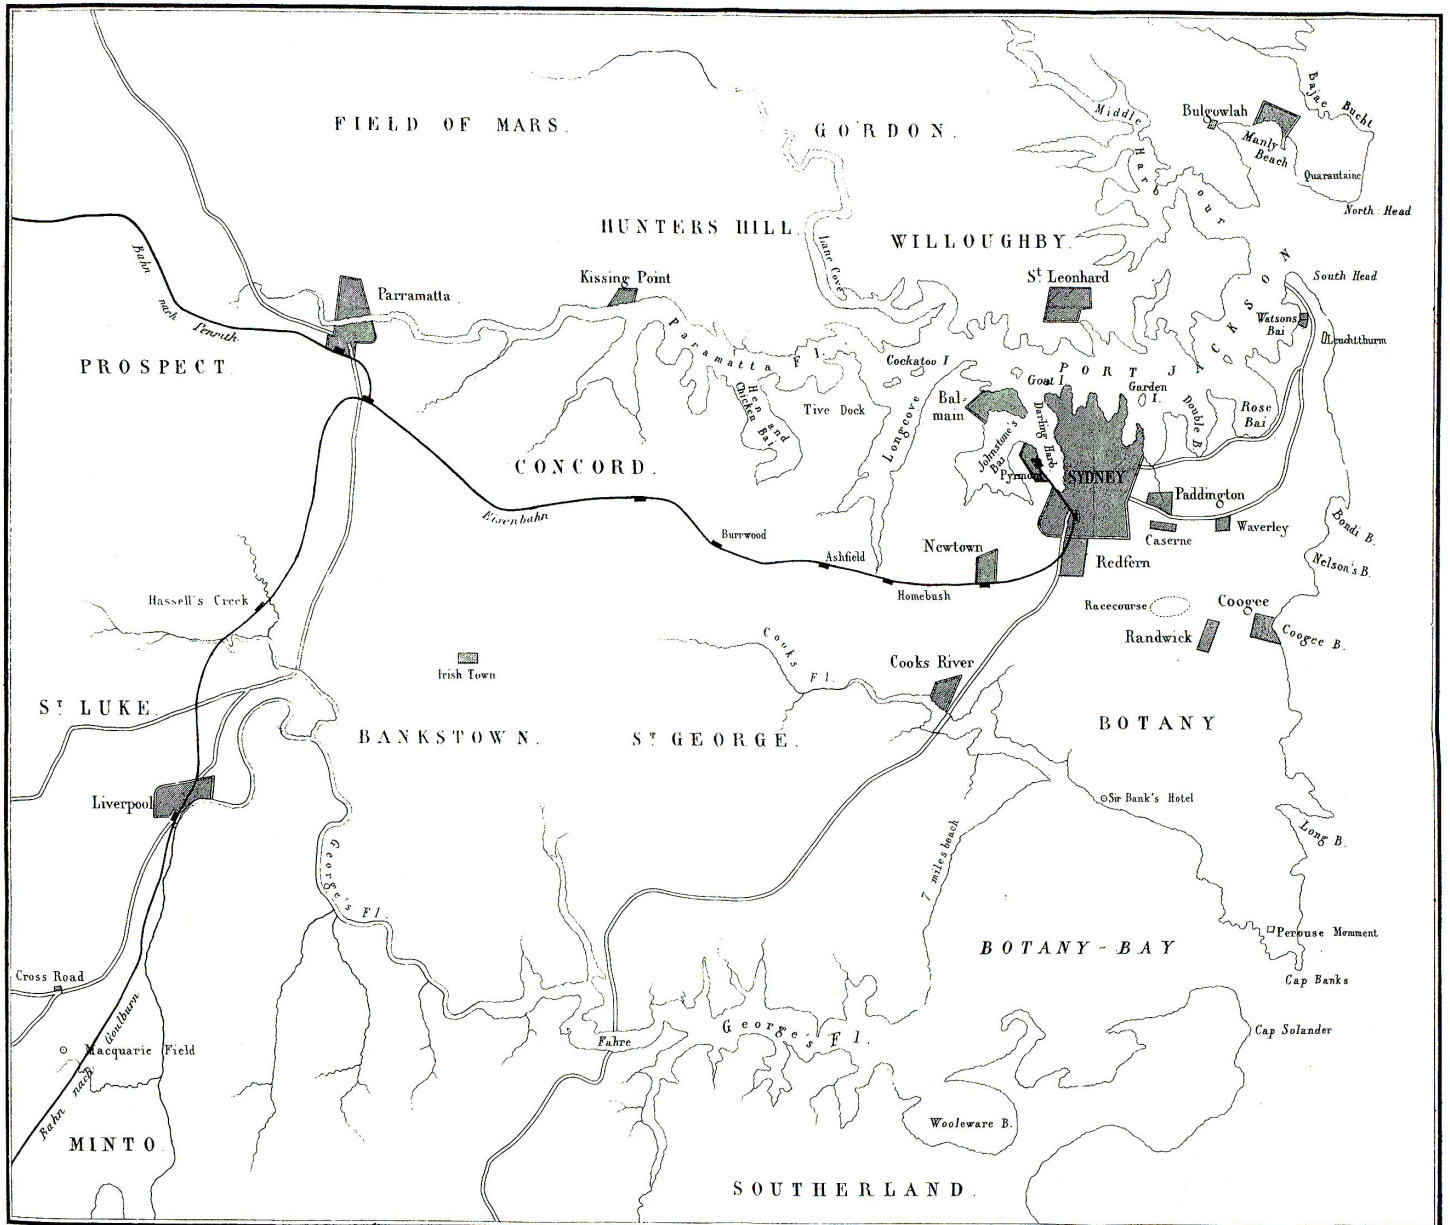 FIELD OF MARS.
GORDON.
Middle
Harbour
Bulgowlah
Manly
Beach
Bajae Bucht
Quarautaine
North Head
HUNTERS HILL.
WILLOUGHBY.
Lane Cove
Bahn nach Penrith
Parramatta
Kissing Point
St Leonhard
South Head
Watsons
Bai
Leuchtthurm
PROSPECT.
Paramatta Fl.
Cockatoo I
PORT JACKSON
Goat I.
Garden
I.
Hen and
Chicken Bai
Tive Dock
Longcove
Bal-
main
Johnstone's
Bai
Darling Harb
Double B.
Rose
Bai
CONCORD.
Pyrmont
SYDNEY
Paddington
Eisenbahn
Burrwood
Ashfield
Homebush
Newtown
Caserne
Waverley
Redfern
Bondi B.
Nelson's B.
Hassell's Creek
Racecourse
Randwick
Coogee
Coogee B.
Irish Town
Cooks Fl.
Cooks River
ST LUKE.
BANKSTOWN.
ST GEORGE.
BOTANY
Liverpool
Sir Bank's Hotel
Long B.
George's Fl.
7 miles beach
BOTANY-BAY
Perouse Momment
Cap Banks
Cross Road
Macquarie Field
Bahn nach Goulburn
Fahre
George's Fl.
Cap Solander
Wooleware B.
MINTO.
SOUTHERLAND.